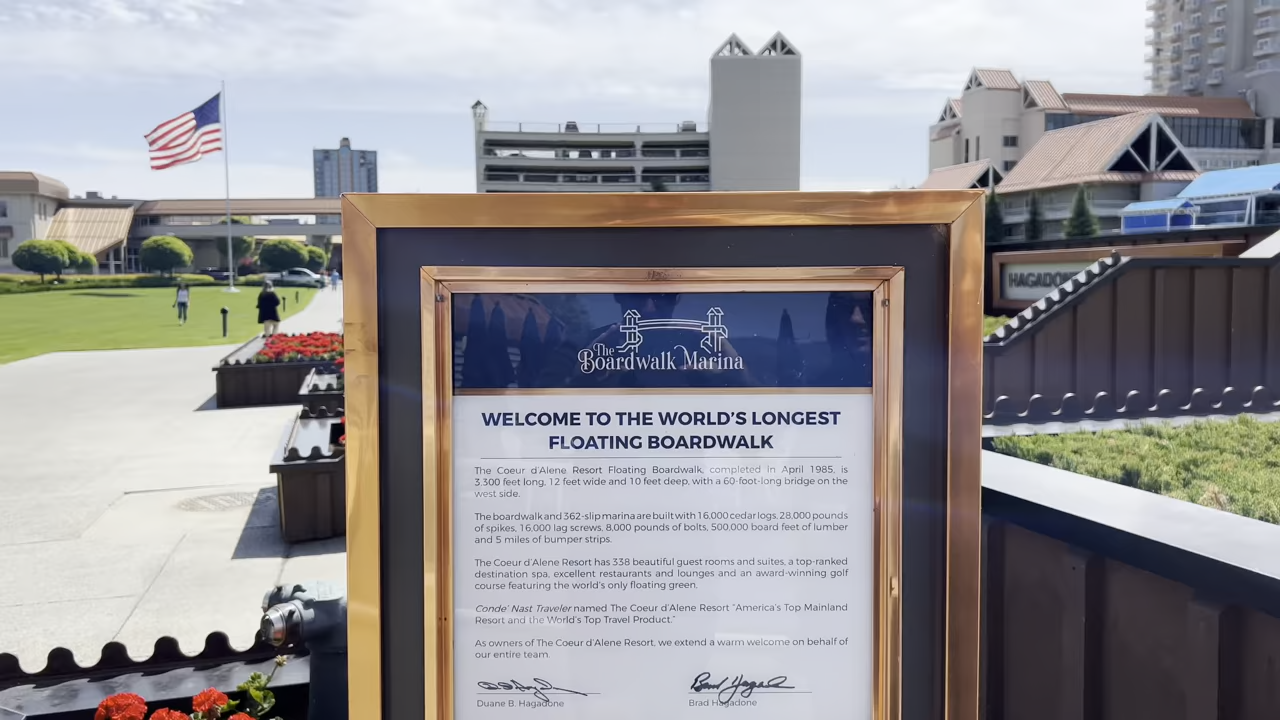 HAGADON
The
Boardwalk Marina
WELCOME TO THE WORLD'S LONGEST
FLOATING BOARDWALK
The Coeur d'Alene Resort Floating Boardwalk, completed in April 1985, is
3,300 feet long, 12 feet wide and 10 feet deep, with a 60-foot-long bridge on the
west side.
The boardwalk and 362-slip marina are built with 16,000 cedar logs, 28,000 pounds
of spikes, 16,000 lag screws, 8,000 pounds of bolts, 500,000 board feet of lumber
and 5 miles of bumper strips.
The Coeur d'Alene Resort has 338 beautiful guest rooms and suites, a top-ranked
destination spa, excellent restaurants and lounges and an award-winning golf
course featuring the world's only floating green.
Conde' Nast Traveler named The Coeur d'Alene Resort "America's Top Mainland
Resort and the World's Top Travel Product."
As owners of The Coeur d'Alene Resort, we extend a warm welcome on behalf of
our entire team.
Duane B. Hagadone
Brad Hagadone